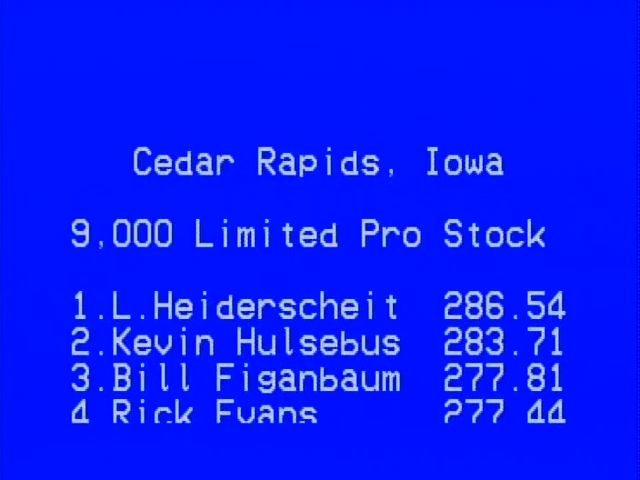 Cedar Rapids, Iowa
9,000 Limited Pro Stock
1.L.Heiderscheit 286.54
2.Kevin Hulsebus 283.71
3.Bill Figanbaum 277.81
4.Rick Evans 277.44